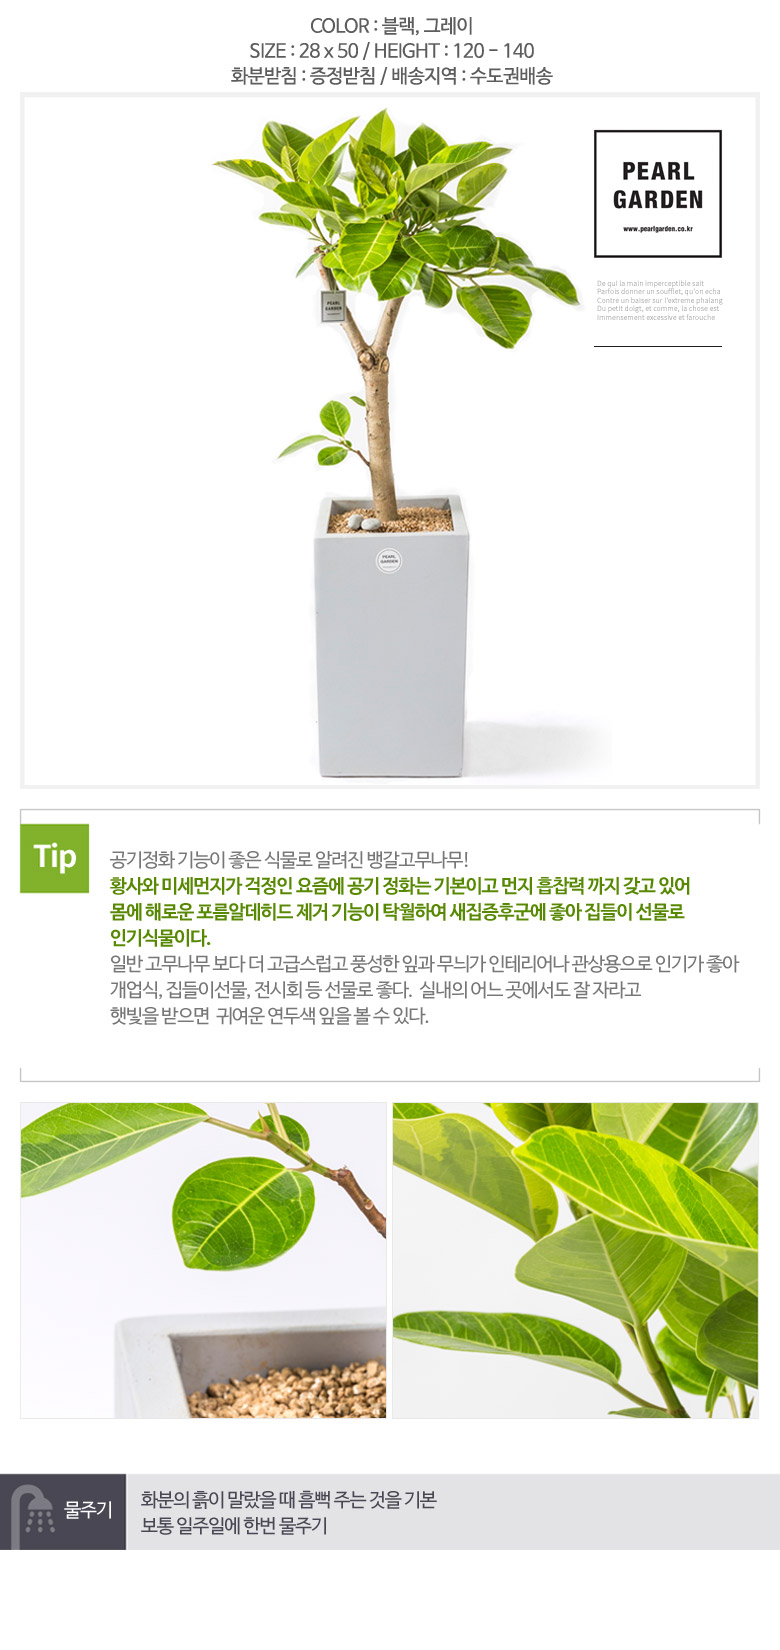 COLOR : 블랙, 그레이
SIZE : 28 x 50 / HEIGHT : 120 - 140
화분받침 : 증정받침 / 배송지역 : 수도권배송
PEARL
GARDEN
www.pearlgarden.co.kr
De qui la main imperceptible sait
Parfois donner un soufflet, qu'on echa
Contre un baiser sur l'extreme phalang
Du petit doigt, et comme, la chose est
Immensement excessive et farouche
PEARL
GARDEN
PEARL
GARDEN
Tip
공기정화 기능이 좋은 식물로 알려진 뱅갈고무나무!
황사와 미세먼지가 걱정인 요즘에 공기 정화는 기본이고 먼지 흡찹력 까지 갖고 있어
몸에 해로운 포름알데히드 제거 기능이 탁월하여 새집증후군에 좋아 집들이 선물로
인기식물이다.
일반 고무나무 보다 더 고급스럽고 풍성한 잎과 무늬가 인테리어나 관상용으로 인기가 좋아
개업식, 집들이선물, 전시회 등 선물로 좋다. 실내의 어느 곳에서도 잘 자라고
햇빛을 받으면 귀여운 연두색 잎을 볼 수 있다.
물주기
화분의 흙이 말랐을 때 흠뻑 주는 것을 기본
보통 일주일에 한번 물주기